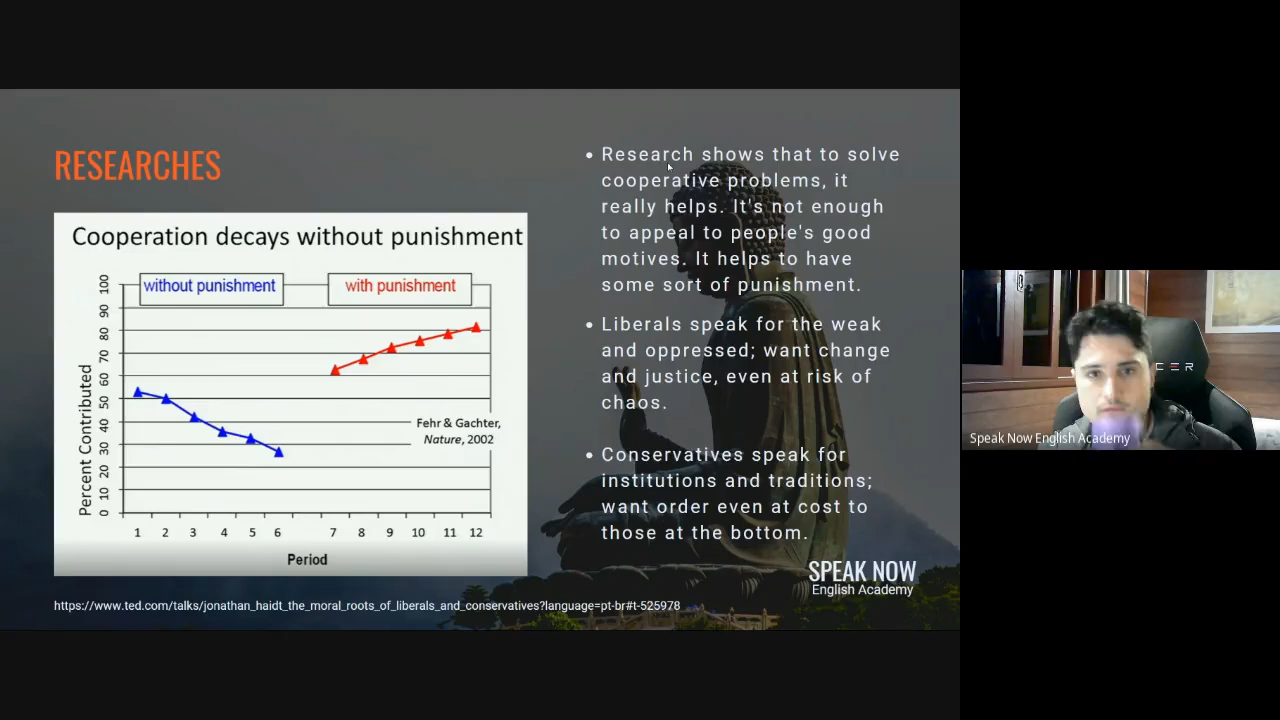 RESEARCHES
Cooperation decays without punishment
without punishment
with punishment
Percent Contributed
100
90
80
70
60
50
40
30
20
10
0
Fehr & Gachter,
Nature, 2002
1 2 3 4 5 6 7 8 9 10 11 12
Period
https://www.ted.com/talks/jonathan_haidt_the_moral_roots_of_liberals_and_conservatives?language=pt-br#t-525978
• Research shows that to solve
cooperative problems, it
really helps. It's not enough
to appeal to people's good
motives. It helps to have
some sort of punishment.
• Liberals speak for the weak
and oppressed; want change
and justice, even at risk of
chaos.
• Conservatives speak for
institutions and traditions;
want order even at cost to
those at the bottom.
SPEAK NOW
English Academy
CER
Speak Now English Academy